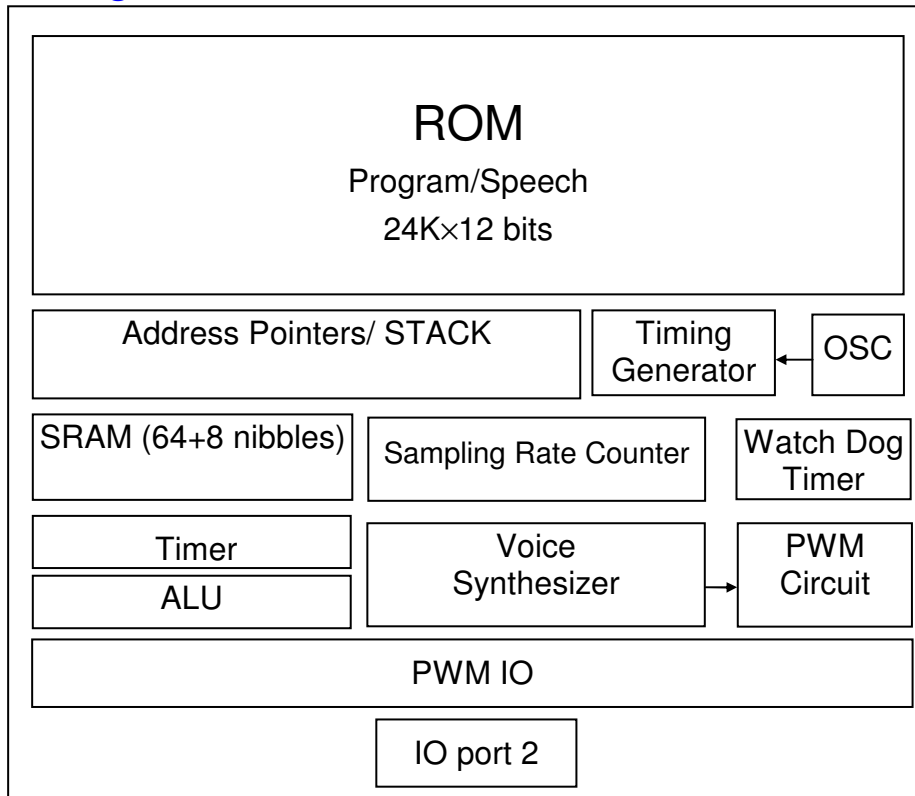 ROM
Program/Speech
24K×12 bits
Address Pointers/ STACK
Timing
Generator
OSC
SRAM (64+8 nibbles)
Sampling Rate Counter
Watch Dog
Timer
Timer
ALU
Voice
Synthesizer
PWM
Circuit
PWM IO
IO port 2